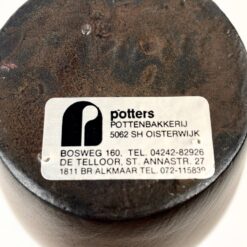 potters
POTTENBAKKERIJ
5062 SH OISTERWIJK
BOSWEG 160, TEL. 04242-82926
DE TELLOOR, ST. ANNASTR. 27
1811 BR ALKMAAR TEL. 072-115839